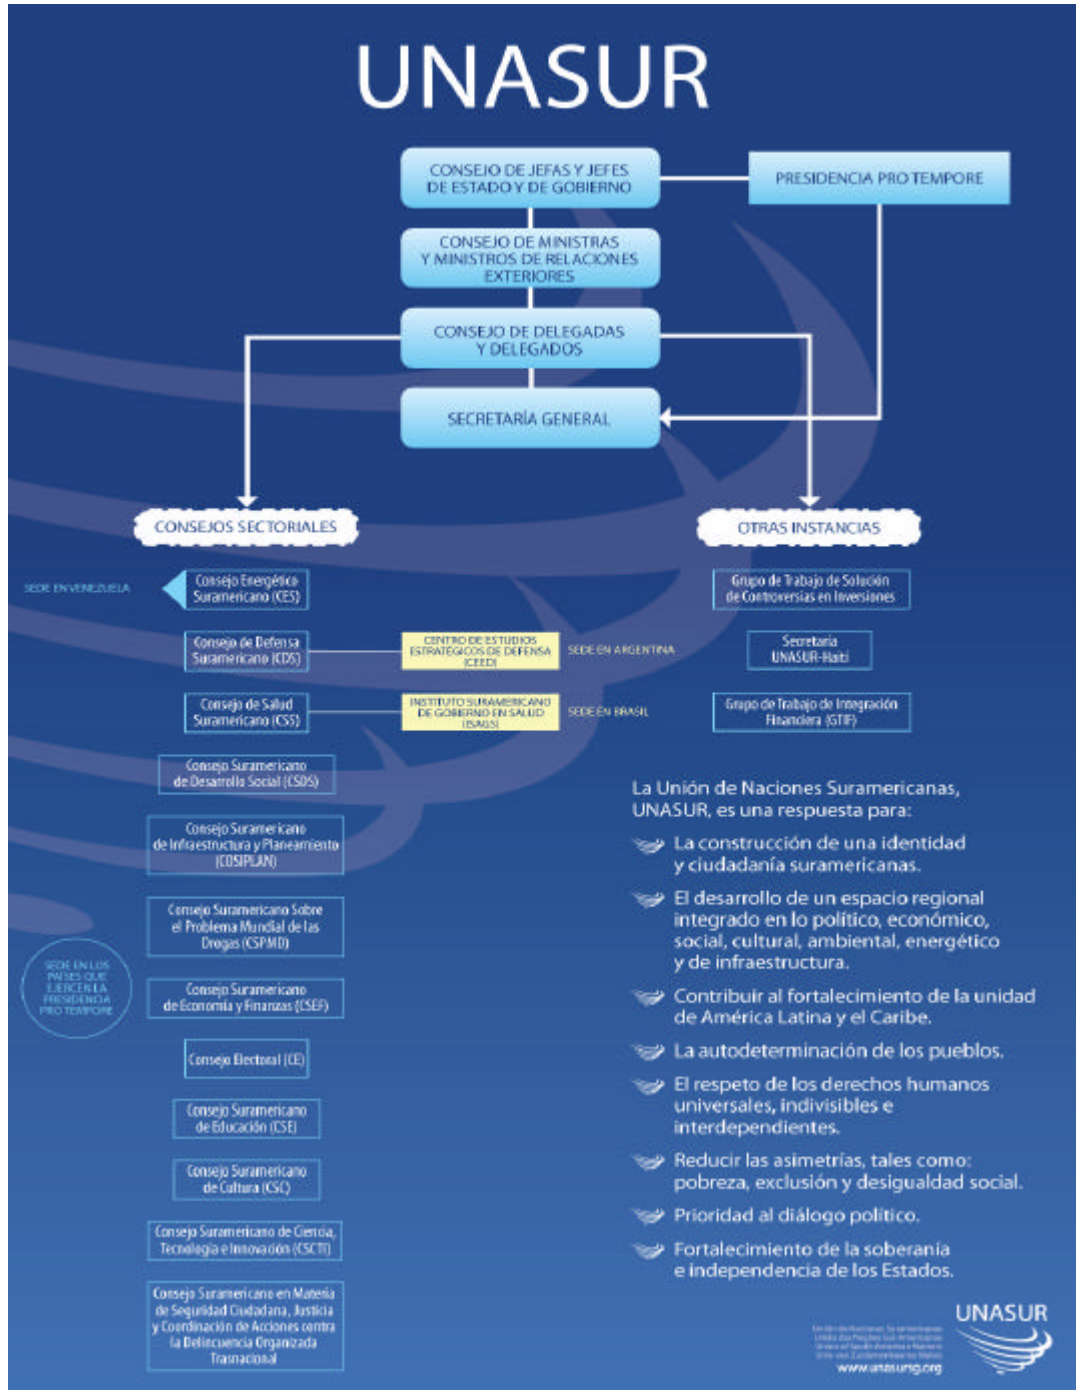 UNASUR
CONSEJO DE JEFAS Y JEFES
DE ESTADO Y DE GOBIERNO
PRESIDENCIA PRO TEMPORE
CONSEJO DE MINISTRAS
Y MINISTROS DE RELACIONES
EXTERIORES
CONSEJO DE DELEGADAS
Y DELEGADOS
SECRETARÍA GENERAL
CONSEJOS SECTORIALES
SEDE EN VENEZUELA
Consejo Energético
Suramericano (CES)
Consejo de Defensa
Suramericano (CDS)
CENTRO DE ESTUDIOS
ESTRATÉGICOS DE DEFENSA
(CEED)
SEDE EN ARGENTINA
Consejo de Salud
Suramericano (CSS)
INSTITUTO SURAMERICANO
DE GOBIERNO EN SALUD
(ISAGS)
SEDE EN BRASIL
Consejo Suramericano
de Desarrollo Social (CSDS)
Consejo Suramericano
de Infraestructura y Planeamiento
(COSIPLAN)
Consejo Suramericano Sobre
el Problema Mundial de las
Drogas (CSPMD)
SEDE EN LOS
PAÍSES QUE
EJERCEN LA
PRESIDENCIA
PRO TEMPORE
Consejo Suramericano
de Economía y Finanzas (CSEF)
Consejo Electoral (CE)
Consejo Suramericano
de Educación (CSE)
Consejo Suramericano
de Cultura (CSC)
Consejo Suramericano de Ciencia,
Tecnología e Innovación (CSCTI)
Consejo Suramericano en Materia
de Seguridad Ciudadana, Justicia
y Coordinación de Acciones contra
la Delincuencia Organizada
Trasnacional
OTRAS INSTANCIAS
Grupo de Trabajo de Solución
de Controversias en Inversiones
Secretaría
UNASUR-Haití
Grupo de Trabajo de Integración
Financiera (GTIF)
La Unión de Naciones Suramericanas,
UNASUR, es una respuesta para:
La construcción de una identidad
y ciudadanía suramericanas.
El desarrollo de un espacio regional
integrado en lo político, económico,
social, cultural, ambiental, energético
y de infraestructura.
Contribuir al fortalecimiento de la unidad
de América Latina y el Caribe.
La autodeterminación de los pueblos.
El respeto de los derechos humanos
universales, indivisibles e
interdependientes.
Reducir las asimetrías, tales como:
pobreza, exclusión y desigualdad social.
Prioridad al diálogo político.
Fortalecimiento de la soberanía
e independencia de los Estados.
UNASUR
www.unasursg.org